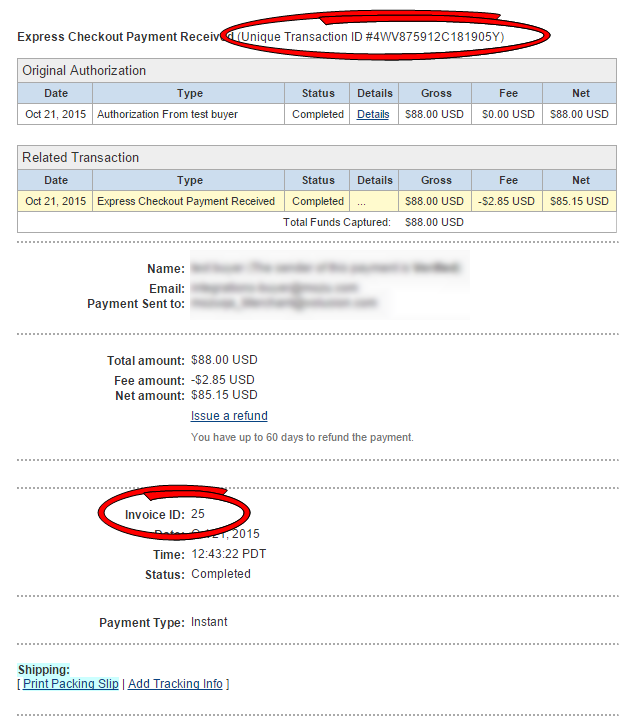 Express Checkout Payment Received (Unique Transaction ID #4WV875912C181905Y)
Original Authorization
Date Type Status Details Gross Fee Net
Oct 21, 2015 Authorization From test buyer Completed Details $88.00 USD $0.00 USD $88.00 USD
Related Transaction
Date Type Status Details Gross Fee Net
Oct 21, 2015 Express Checkout Payment Received Completed ... $88.00 USD -$2.85 USD $85.15 USD
Total Funds Captured: $88.00 USD
Name:
Email:
Payment Sent to:
Total amount: $88.00 USD
Fee amount: -$2.85 USD
Net amount: $85.15 USD
Issue a refund
You have up to 60 days to refund the payment.
Invoice ID: 25
Date: Oct 21, 2015
Time: 12:43:22 PDT
Status: Completed
Payment Type: Instant
Shipping:
[ Print Packing Slip | Add Tracking Info ]